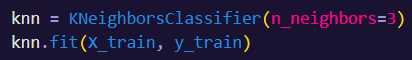 knn = KNeighborsClassifier(n_neighbors=3)
knn.fit(X_train, y_train)